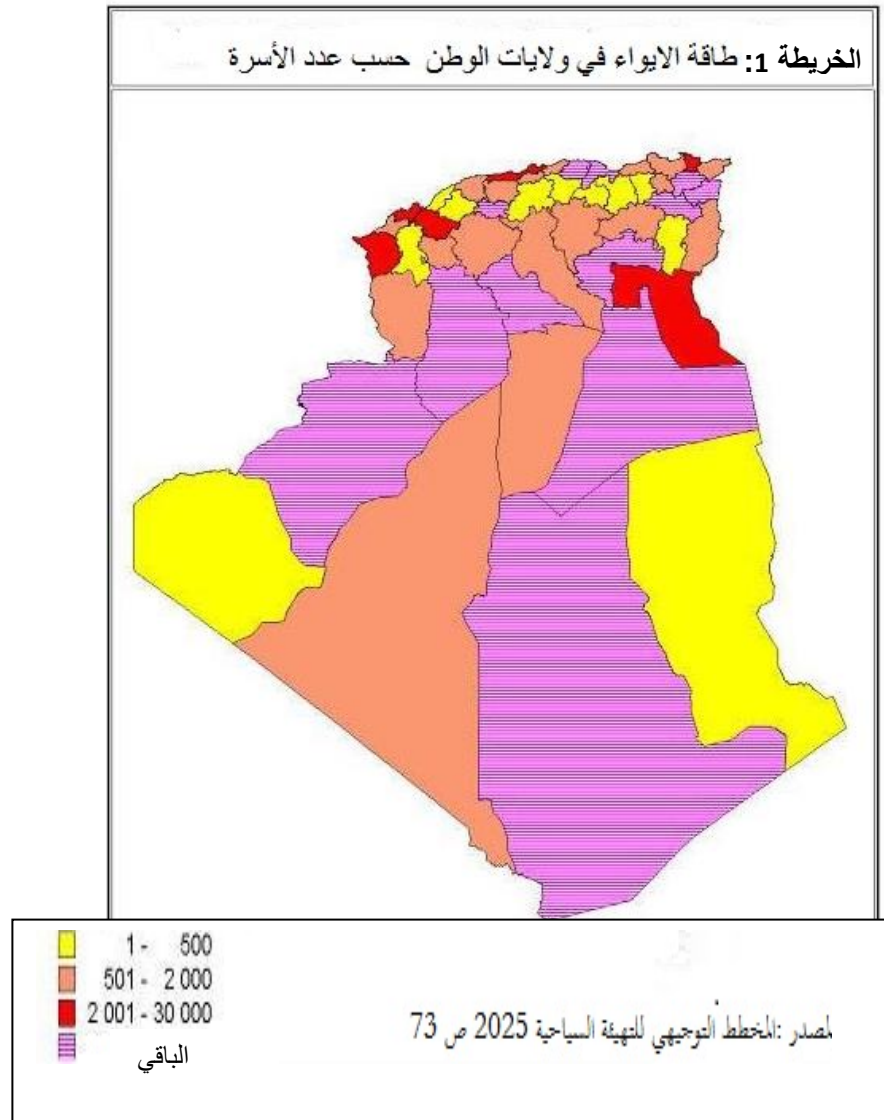 الخريطة 1: طاقة الايواء في ولايات الوطن حسب عدد الأسرة
1 - 500
501 - 2 000
2 001 - 30 000
الباقي
لمصدر :المخطط التوجيهي للتهيئة السياحية 2025 ص 73